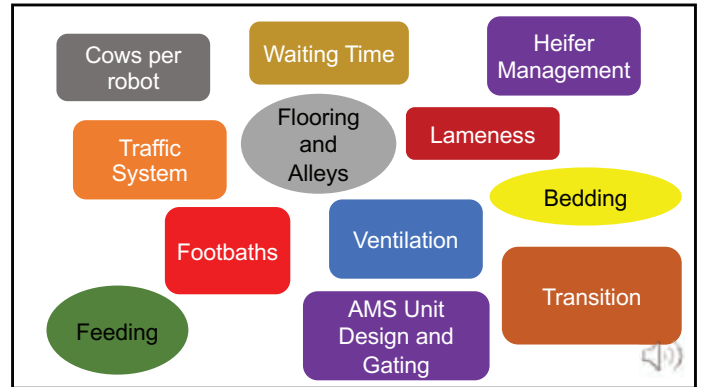 Cows per
robot
Waiting Time
Heifer
Management
Traffic
System
Flooring
and
Alleys
Lameness
Bedding
Footbaths
Ventilation
Transition
Feeding
AMS Unit
Design and
Gating